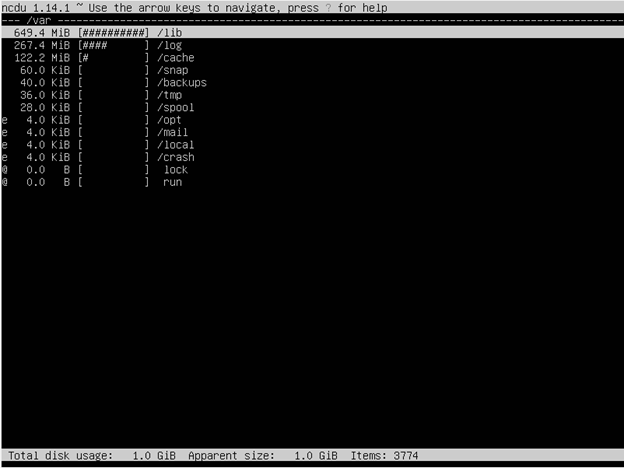 ncdu 1.14.1 ~ Use the arrow keys to navigate, press ? for help
--- /var ---------------------------------------------------------------------------------------------
  649.4 MiB [##########] /lib
  267.4 MiB [####      ] /log
  122.2 MiB [#         ] /cache
   60.0 KiB [          ] /snap
   40.0 KiB [          ] /backups
   36.0 KiB [          ] /tmp
   28.0 KiB [          ] /spool
e   4.0 KiB [          ] /opt
e   4.0 KiB [          ] /mail
e   4.0 KiB [          ] /local
e   4.0 KiB [          ] /crash
@   0.0   B [          ]  lock
@   0.0   B [          ]  run
Total disk usage:   1.0 GiB  Apparent size:   1.0 GiB  Items: 3774